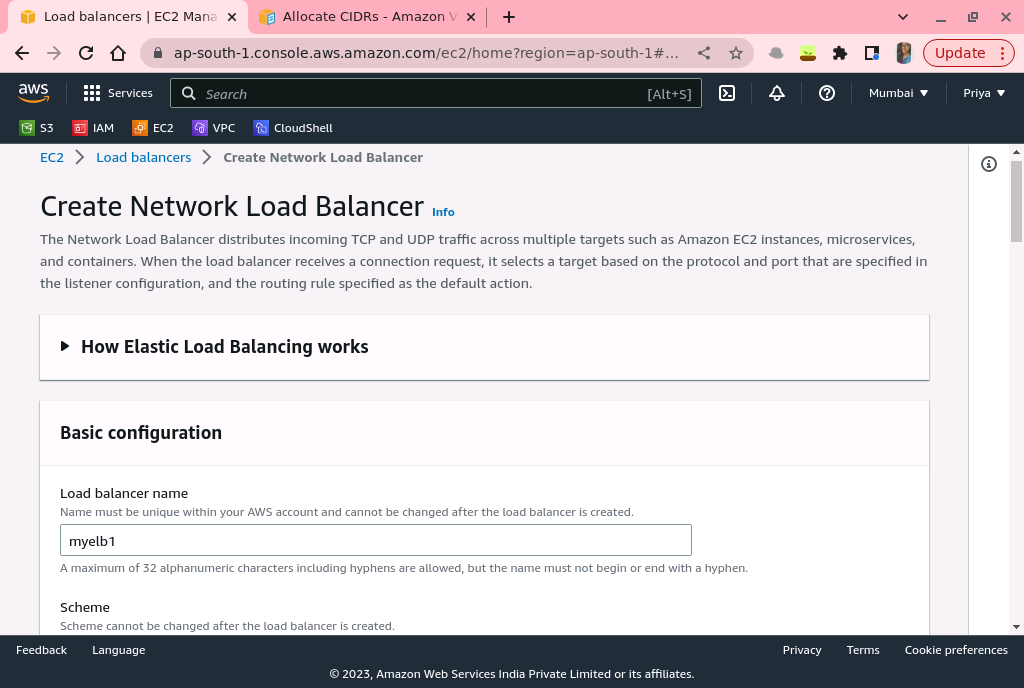 Load balancers | EC2 Mana
Allocate CIDRs - Amazon V
ap-south-1.console.aws.amazon.com/ec2/home?region=ap-south-1#...
Update
aws
Services
Search
[Alt+S]
Mumbai
Priya
S3
IAM
EC2
VPC
CloudShell
EC2
Load balancers
Create Network Load Balancer
Create Network Load Balancer Info
The Network Load Balancer distributes incoming TCP and UDP traffic across multiple targets such as Amazon EC2 instances, microservices,
and containers. When the load balancer receives a connection request, it selects a target based on the protocol and port that are specified in
the listener configuration, and the routing rule specified as the default action.
How Elastic Load Balancing works
Basic configuration
Load balancer name
Name must be unique within your AWS account and cannot be changed after the load balancer is created.
myelb1
A maximum of 32 alphanumeric characters including hyphens are allowed, but the name must not begin or end with a hyphen.
Scheme
Scheme cannot be changed after the load balancer is created.
Feedback
Language
Privacy
Terms
Cookie preferences
© 2023, Amazon Web Services India Private Limited or its affiliates.